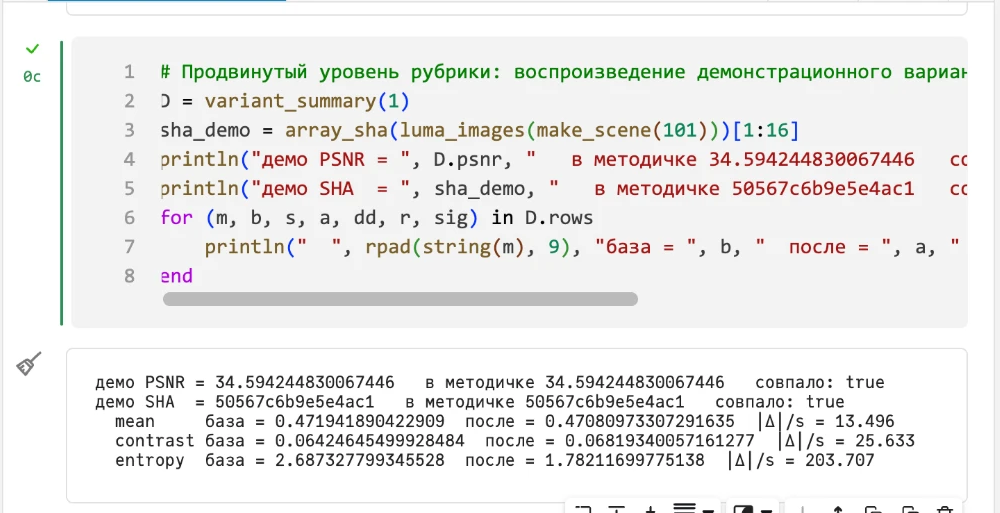 0с
1 # Продвинутый уровень рубрики: воспроизведение демонстрационного вариан
2 D = variant_summary(1)
3 sha_demo = array_sha(luma_images(make_scene(101)))[1:16]
4 println("демо PSNR = ", D.psnr, "   в методичке 34.594244830067446   со
5 println("демо SHA  = ", sha_demo, "   в методичке 50567c6b9e5e4ac1   со
6 for (m, b, s, a, dd, r, sig) in D.rows
7     println("  ", rpad(string(m), 9), "база = ", b, "  после = ", a, "
8 end
демо PSNR = 34.594244830067446   в методичке 34.594244830067446   совпало: true
демо SHA  = 50567c6b9e5e4ac1   в методичке 50567c6b9e5e4ac1   совпало: true
  mean     база = 0.471941890422909  после = 0.47080973307291635  |Δ|/s = 13.496
  contrast база = 0.06424645499928484  после = 0.06819340057161277  |Δ|/s = 25.633
  entropy  база = 2.687327799345528  после = 1.78211699775138  |Δ|/s = 203.707